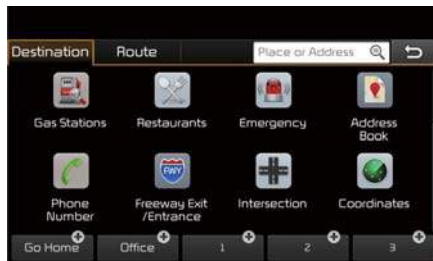 Destination Route Place or Address
Gas Stations Restaurants Emergency Address
Book
FWY
Phone Freeway Exit Intersection Coordinates
Number /Entrance
Go Home Office 1 2 3